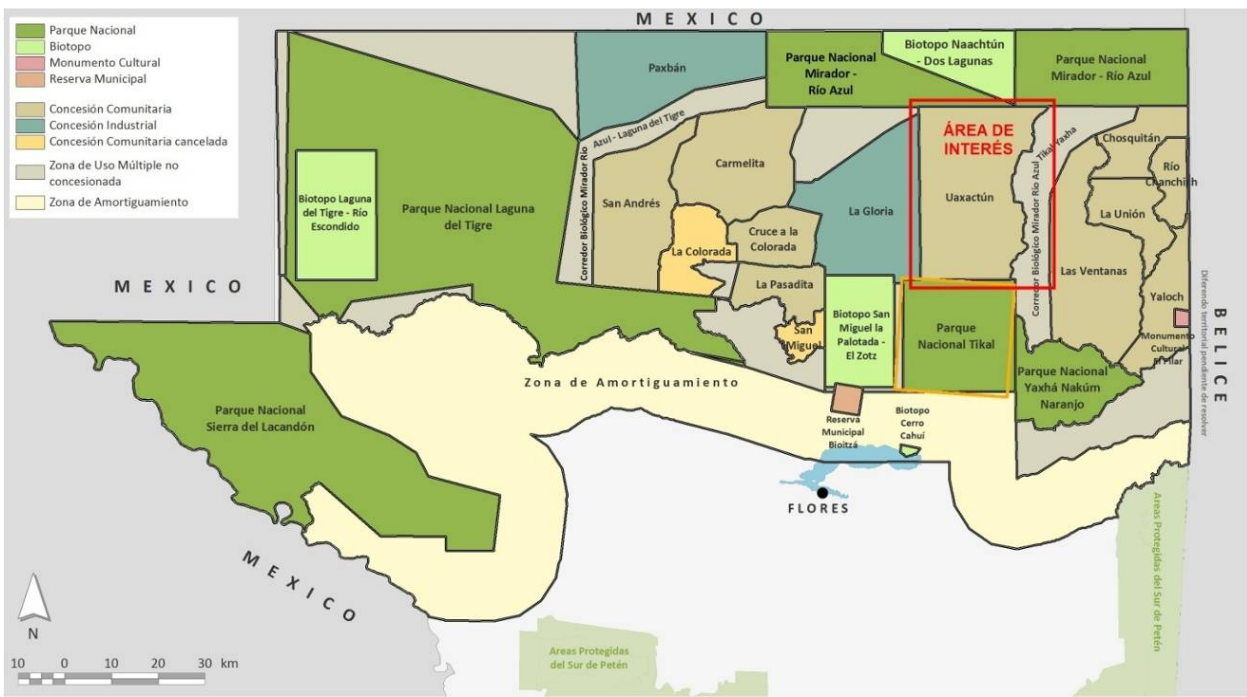 MEXICO
Parque Nacional
Biotopo
Monumento Cultural
Reserva Municipal
Concesión Comunitaria
Concesión Industrial
Concesión Comunitaria cancelada
Zona de Uso Múltiple no
concesionada
Zona de Amortiguamiento
Paxbán
Parque Nacional
Mirador -
Río Azul
Biotopo Naachtún
- Dos Lagunas
Parque Nacional
Mirador - Río Azul
ÁREA DE
INTERÉS
Azul - Laguna del Tigre
Corredor Biológico Mirador Río
Tikal Yaxha
Corredor Biológico Mirador Río Azul
Chosquitán
Río
Chanchich
Carmelita
Biotopo Laguna
del Tigre - Río
Escondido
Parque Nacional Laguna
del Tigre
San Andrés
La Gloria
Uaxactún
La Unión
Cruce a la
Colorada
La Colorada
Las Ventanas
La Pasadita
MEXICO
Yaloch
Biotopo San
Miguel la
Palotada -
El Zotz
Parque
Nacional Tikal
San
Miguel
Monumento
Cultural
El Pilar
BELICE
Diferendo territorial pendiente de resolver
Parque Nacional
Yaxhá Nakúm
Naranjo
Zona de Amortiguamiento
Parque Nacional
Sierra del Lacandón
Reserva
Municipal
Bioitzá
Biotopo
Cerro
Cahuí
FLORES
MEXICO
Areas Protegidas del Sur de Petén
N
10 0 10 20 30 km
Areas Protegidas
del Sur de Petén